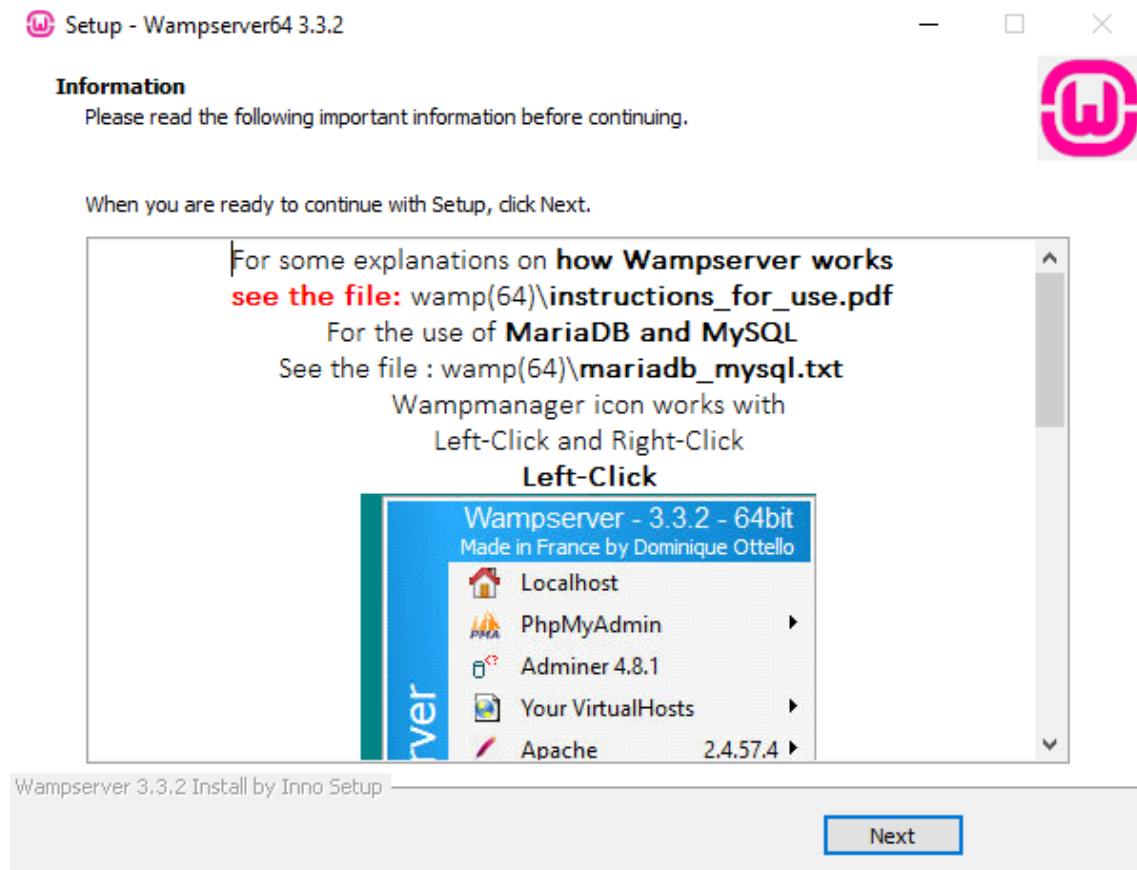 Setup - Wampserver64 3.3.2
Information
Please read the following important information before continuing.
When you are ready to continue with Setup, click Next.
For some explanations on how Wampserver works
see the file: wamp(64)\instructions_for_use.pdf
For the use of MariaDB and MySQL
See the file : wamp(64)\mariadb_mysql.txt
Wampmanager icon works with
Left-Click and Right-Click
Left-Click
Wampserver - 3.3.2 - 64bit
Made in France by Dominique Ottello
Localhost
PMA PhpMyAdmin
Adminer 4.8.1
Your VirtualHosts
Apache 2.4.57.4
rver
Wampserver 3.3.2 Install by Inno Setup
Next